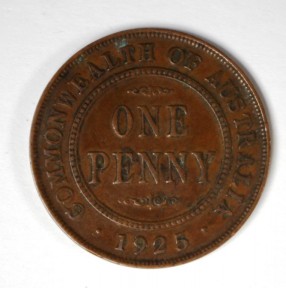 COMMONWEALTH OF AUSTRALIA
ONE
PENNY
· 1925 ·